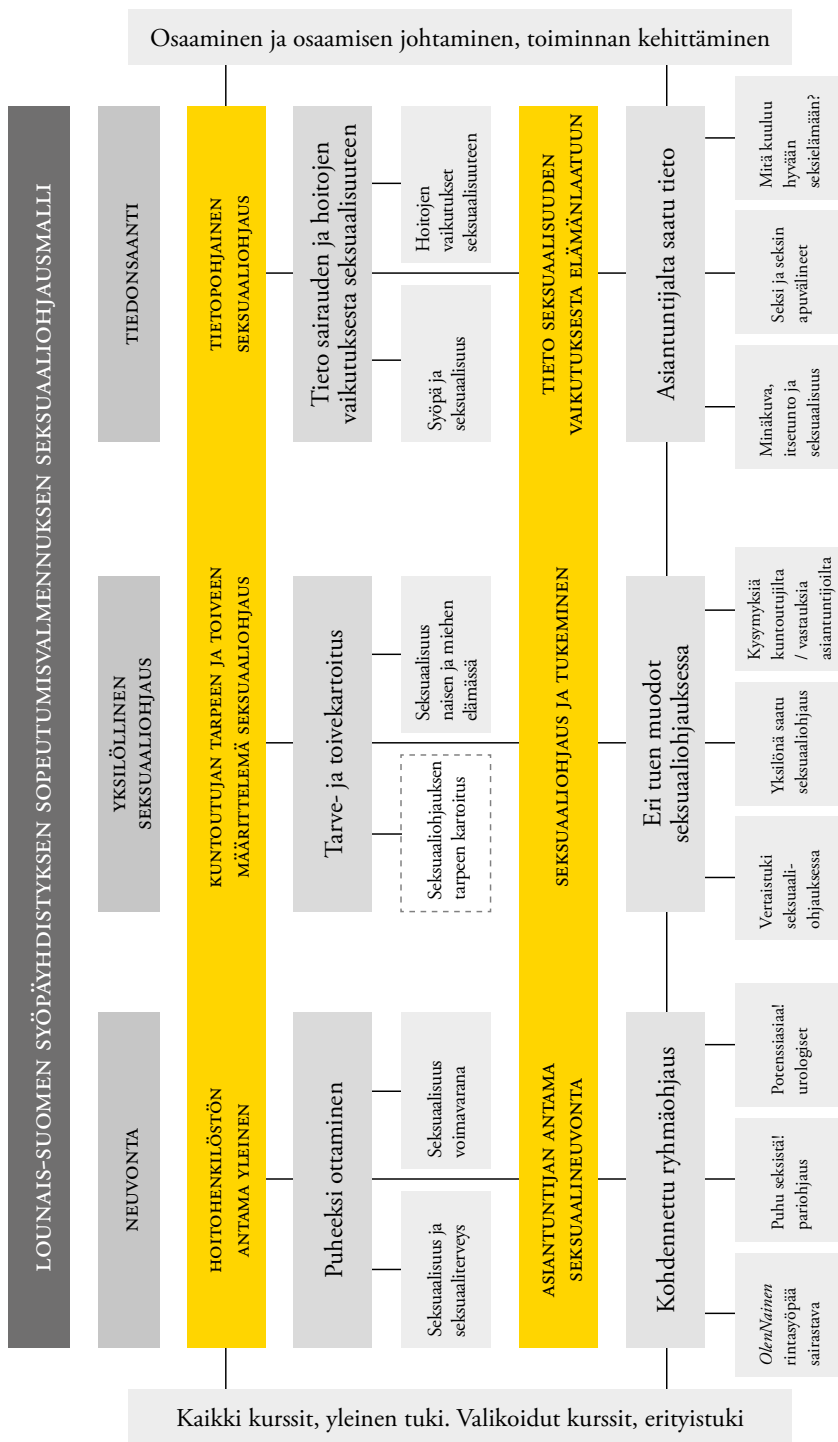 LOUNAIS-SUOMEN SYÖPÄYHDISTYKSEN SOPEUTUMISVALMENNUKSEN SEKSUAALIOHJAUSMALLI
Kaikki kurssit, yleinen tuki. Valikoidut kurssit, erityistuki
NEUVONTA
YKSILÖLLINEN
SEKSUAALIOHJAUS
TIEDONSAANTI
HOITOHENKILÖSTÖN
ANTAMA YLEINEN
KUNTOUTUJAN TARPEEN JA TOIVEEN
MÄÄRITTELEMÄ SEKSUAALIOHJAUS
TIETOPOHJAINEN
SEKSUAALIOHJAUS
Puheeksi ottaminen
Tarve- ja toivekartoitus
Tieto sairauden ja hoitojen
vaikutuksesta seksuaalisuuteen
Seksuaalisuus ja
seksuaaliterveys
Seksuaalisuus
voimavarana
Seksuaaliohjauksen
tarpeen kartoitus
Seksuaalisuus
naisen ja miehen
elämässä
Syöpä ja
seksuaalisuus
Hoitojen
vaikutukset
seksuaalisuuteen
ASIANTUNTIJAN ANTAMA
SEKSUAALINEUVONTA
SEKSUAALIOHJAUS JA TUKEMINEN
TIETO SEKSUAALISUUDEN
VAIKUTUKSESTA ELÄMÄNLAATUUN
Kohdennettu ryhmäohjaus
Eri tuen muodot
seksuaaliohjauksessa
Asiantuntijalta saatu tieto
OlenNainen
rintasyöpää
sairastava
Puhu seksistä!
pariohjaus
Potenssiasiaa!
urologiset
Vertaistuki
seksuaali-
ohjauksessa
Yksilönä saatu
seksuaaliohjaus
Kysymyksiä
kuntoutujilta
/ vastauksia
asiantuntijoilta
Minäkuva,
itsetunto ja
seksuaalisuus
Seksi ja seksin
apuvälineet
Mitä kuuluu
hyvään
seksielämään?
Osaaminen ja osaamisen johtaminen, toiminnan kehittäminen